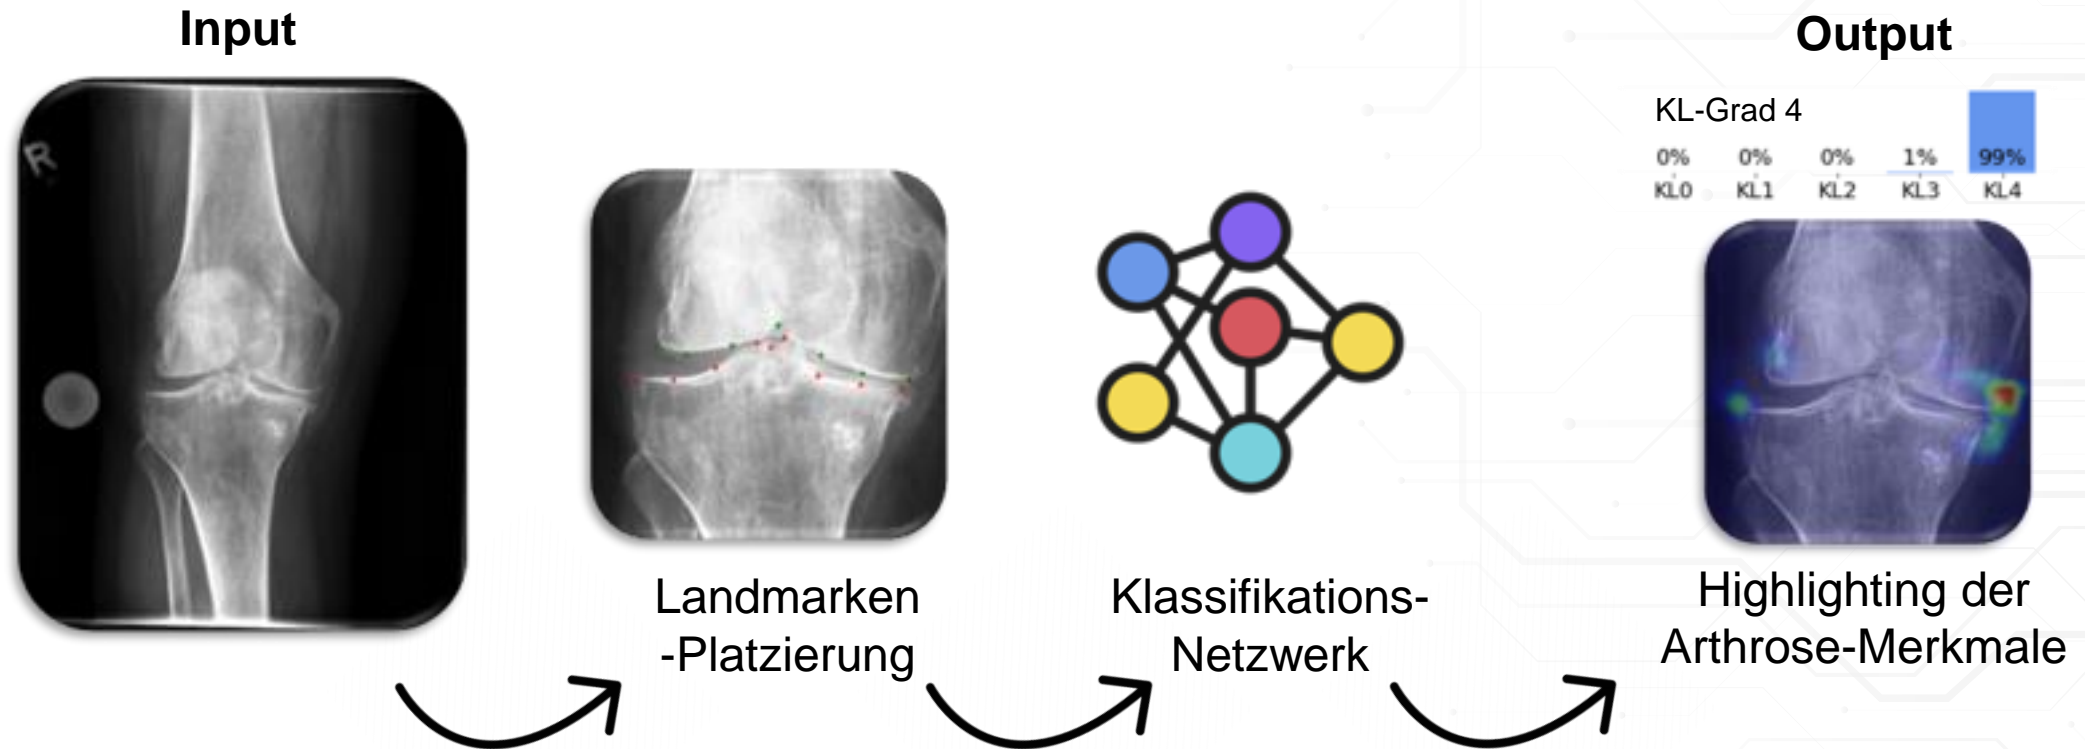 Input
R
Landmarken
-Platzierung
Klassifikations-
Netzwerk
Output
KL-Grad 4
0% 0% 0% 1% 99%
KL0 KL1 KL2 KL3 KL4
Highlighting der
Arthrose-Merkmale